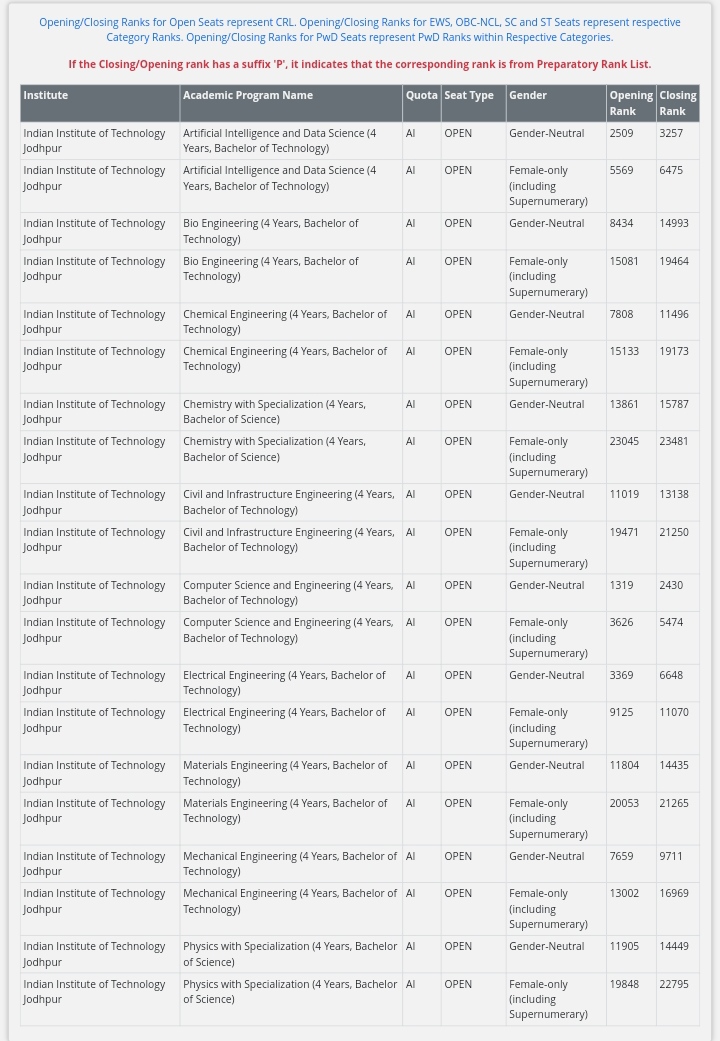 Opening/Closing Ranks for Open Seats represent CRL. Opening/Closing Ranks for EWS, OBC-NCL, SC and ST Seats represent respective
Category Ranks. Opening/Closing Ranks for PwD Seats represent PwD Ranks within Respective Categories.
If the Closing/Opening rank has a suffix 'P', it indicates that the corresponding rank is from Preparatory Rank List.
Institute Academic Program Name Quota Seat Type Gender Opening Closing
Rank Rank
Indian Institute of Technology Artificial Intelligence and Data Science (4 AI OPEN Gender-Neutral 2509 3257
Jodhpur Years, Bachelor of Technology)
Indian Institute of Technology Artificial Intelligence and Data Science (4 AI OPEN Female-only 5569 6475
Jodhpur Years, Bachelor of Technology) (including
Supernumerary)
Indian Institute of Technology Bio Engineering (4 Years, Bachelor of AI OPEN Gender-Neutral 8434 14993
Jodhpur Technology)
Indian Institute of Technology Bio Engineering (4 Years, Bachelor of AI OPEN Female-only 15081 19464
Jodhpur Technology) (including
Supernumerary)
Indian Institute of Technology Chemical Engineering (4 Years, Bachelor of AI OPEN Gender-Neutral 7808 11496
Jodhpur Technology)
Indian Institute of Technology Chemical Engineering (4 Years, Bachelor of AI OPEN Female-only 15133 19173
Jodhpur Technology) (including
Supernumerary)
Indian Institute of Technology Chemistry with Specialization (4 Years, AI OPEN Gender-Neutral 13861 15787
Jodhpur Bachelor of Science)
Indian Institute of Technology Chemistry with Specialization (4 Years, AI OPEN Female-only 23045 23481
Jodhpur Bachelor of Science) (including
Supernumerary)
Indian Institute of Technology Civil and Infrastructure Engineering (4 Years, AI OPEN Gender-Neutral 11019 13138
Jodhpur Bachelor of Technology)
Indian Institute of Technology Civil and Infrastructure Engineering (4 Years, AI OPEN Female-only 19471 21250
Jodhpur Bachelor of Technology) (including
Supernumerary)
Indian Institute of Technology Computer Science and Engineering (4 Years, AI OPEN Gender-Neutral 1319 2430
Jodhpur Bachelor of Technology)
Indian Institute of Technology Computer Science and Engineering (4 Years, AI OPEN Female-only 3626 5474
Jodhpur Bachelor of Technology) (including
Supernumerary)
Indian Institute of Technology Electrical Engineering (4 Years, Bachelor of AI OPEN Gender-Neutral 3369 6648
Jodhpur Technology)
Indian Institute of Technology Electrical Engineering (4 Years, Bachelor of AI OPEN Female-only 9125 11070
Jodhpur Technology) (including
Supernumerary)
Indian Institute of Technology Materials Engineering (4 Years, Bachelor of AI OPEN Gender-Neutral 11804 14435
Jodhpur Technology)
Indian Institute of Technology Materials Engineering (4 Years, Bachelor of AI OPEN Female-only 20053 21265
Jodhpur Technology) (including
Supernumerary)
Indian Institute of Technology Mechanical Engineering (4 Years, Bachelor of AI OPEN Gender-Neutral 7659 9711
Jodhpur Technology)
Indian Institute of Technology Mechanical Engineering (4 Years, Bachelor of AI OPEN Female-only 13002 16969
Jodhpur Technology) (including
Supernumerary)
Indian Institute of Technology Physics with Specialization (4 Years, Bachelor AI OPEN Gender-Neutral 11905 14449
Jodhpur of Science)
Indian Institute of Technology Physics with Specialization (4 Years, Bachelor AI OPEN Female-only 19848 22795
Jodhpur of Science) (including
Supernumerary)